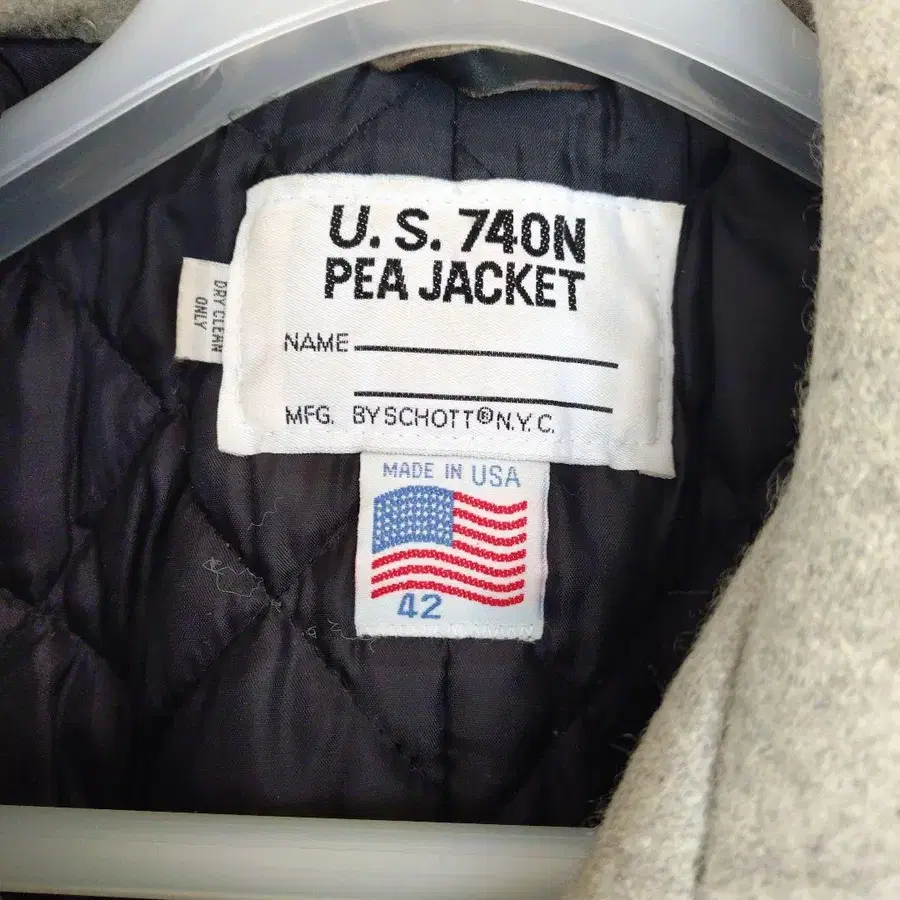 U. S. 740N
PEA JACKET
NAME
MFG. BY SCHOTT® N.Y.C.
DRY CLEAN
ONLY
MADE IN USA
42